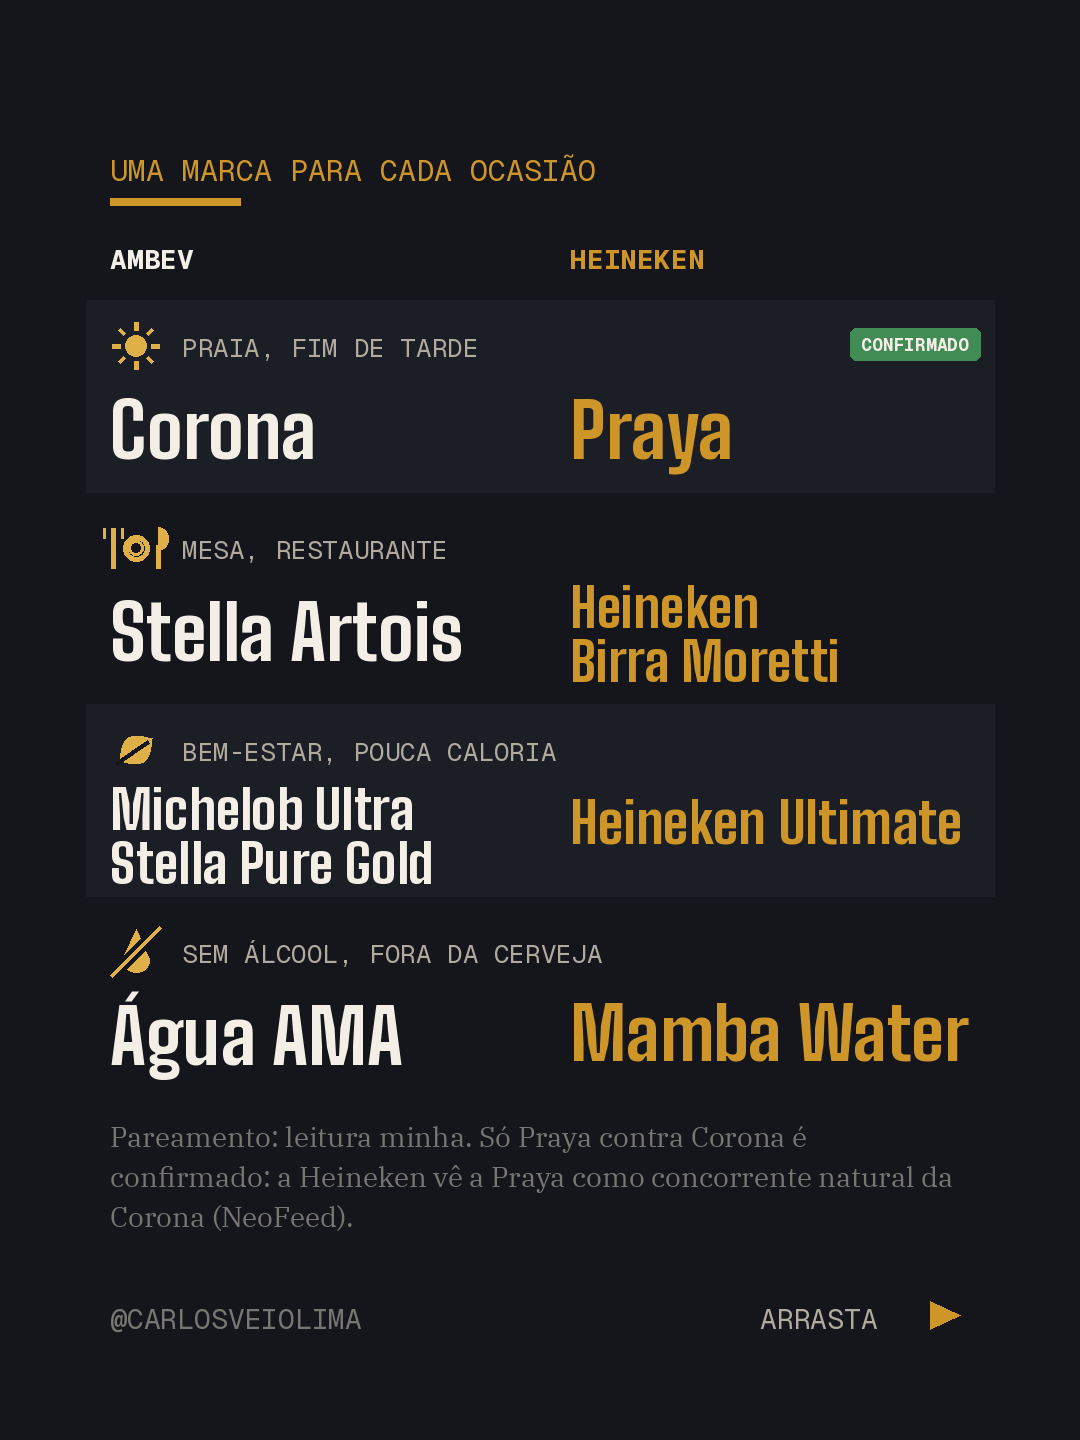 UMA MARCA PARA CADA OCASIÃO
AMBEV
HEINEKEN
PRAIA, FIM DE TARDE
CONFIRMADO
Corona
Praya
MESA, RESTAURANTE
Stella Artois
Heineken
Birra Moretti
BEM-ESTAR, POUCA CALORIA
Michelob Ultra
Stella Pure Gold
Heineken Ultimate
SEM ÁLCOOL, FORA DA CERVEJA
Água AMA
Mamba Water
Pareamento: leitura minha. Só Praya contra Corona é
confirmado: a Heineken vê a Praya como concorrente natural da
Corona (NeoFeed).
@CARLOSVEIOLIMA
ARRASTA